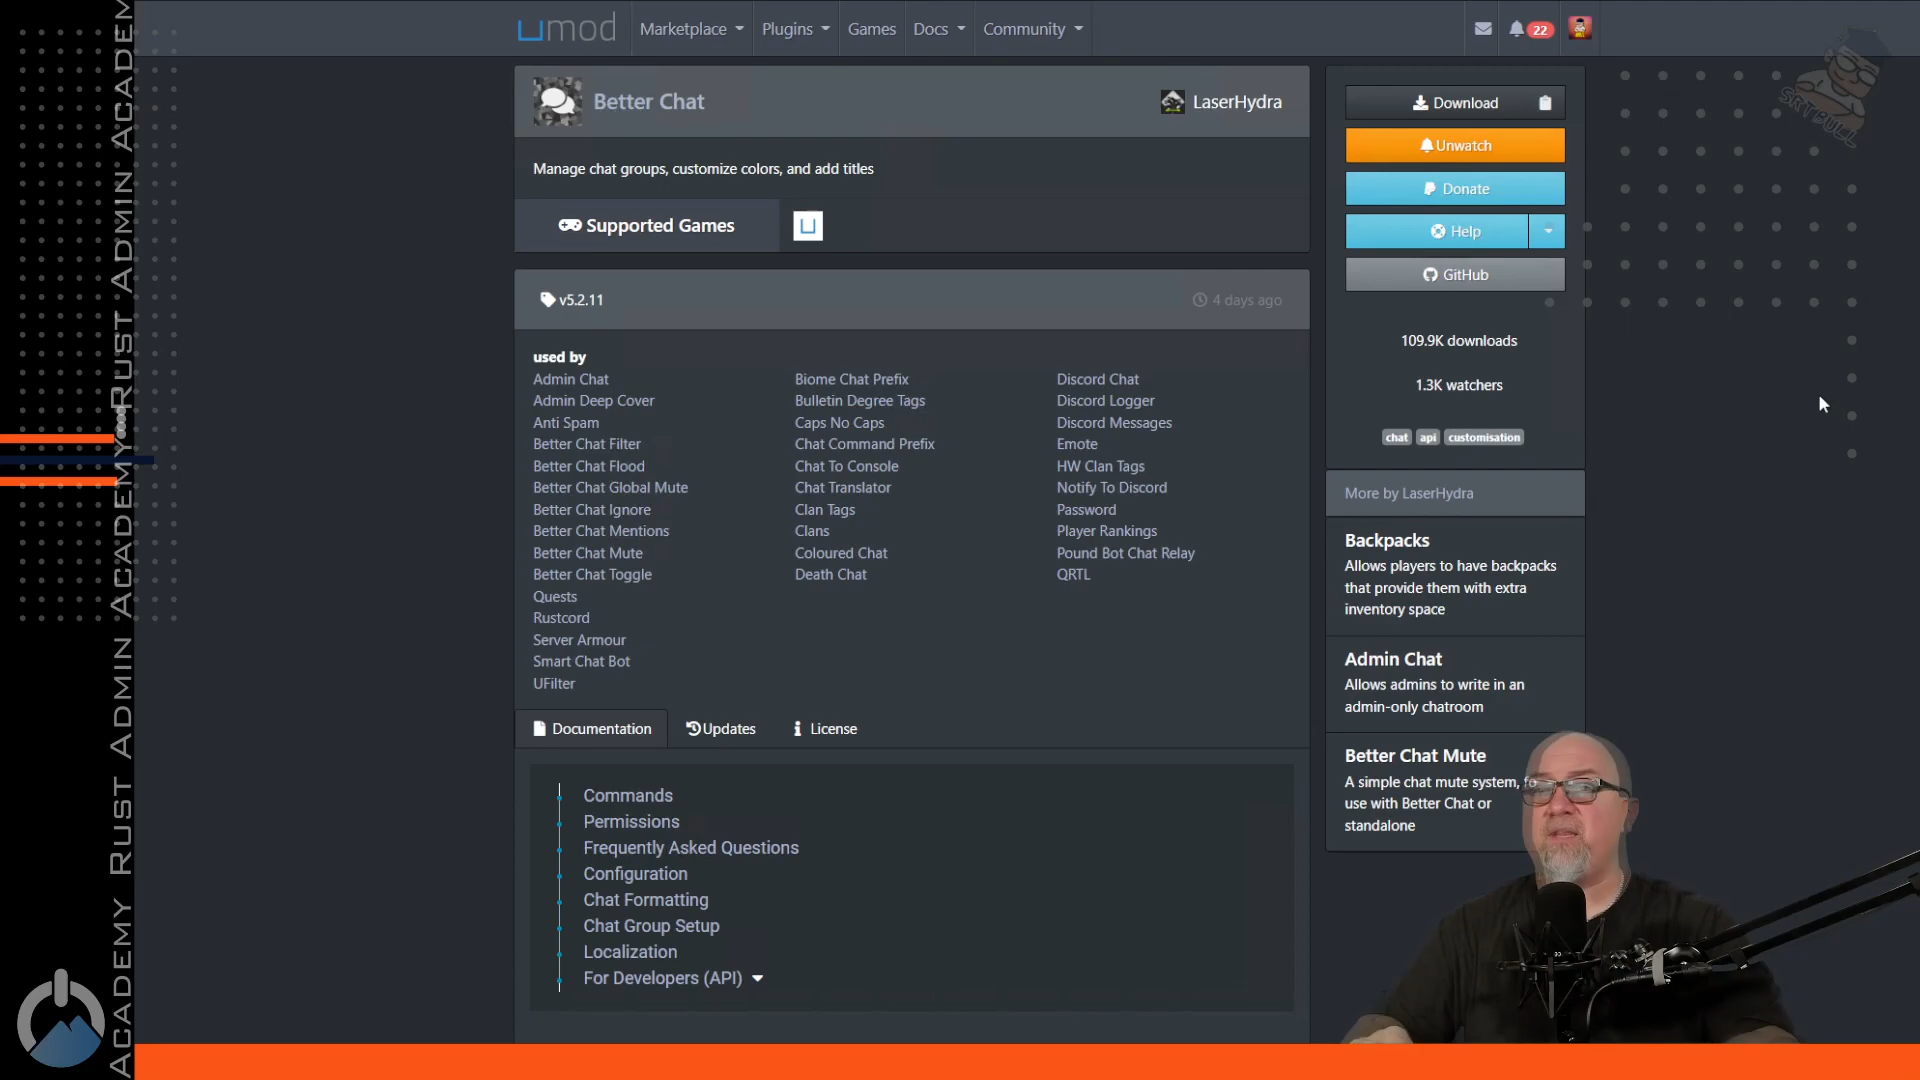 umod
Marketplace
Plugins
Games
Docs
Community
22
Better Chat
LaserHydra
Manage chat groups, customize colors, and add titles
Supported Games
v5.2.11
4 days ago
used by
Admin Chat
Admin Deep Cover
Anti Spam
Better Chat Filter
Better Chat Flood
Better Chat Global Mute
Better Chat Ignore
Better Chat Mentions
Better Chat Mute
Better Chat Toggle
Quests
Rustcord
Server Armour
Smart Chat Bot
UFilter
Biome Chat Prefix
Bulletin Degree Tags
Caps No Caps
Chat Command Prefix
Chat To Console
Chat Translator
Clan Tags
Clans
Coloured Chat
Death Chat
Discord Chat
Discord Logger
Discord Messages
Emote
HW Clan Tags
Notify To Discord
Password
Player Rankings
Pound Bot Chat Relay
QRTL
Documentation
Updates
License
Commands
Permissions
Frequently Asked Questions
Configuration
Chat Formatting
Chat Group Setup
Localization
For Developers (API)
Download
Unwatch
Donate
Help
GitHub
109.9K downloads
1.3K watchers
chat api customisation
More by LaserHydra
Backpacks
Allows players to have backpacks
that provide them with extra
inventory space
Admin Chat
Allows admins to write in an
admin-only chatroom
Better Chat Mute
A simple chat mute system, fo
use with Better Chat or
standalone
SRTBULL
ACADEMY RUST ADMIN ACADEMY RUST ADMIN ACADEM